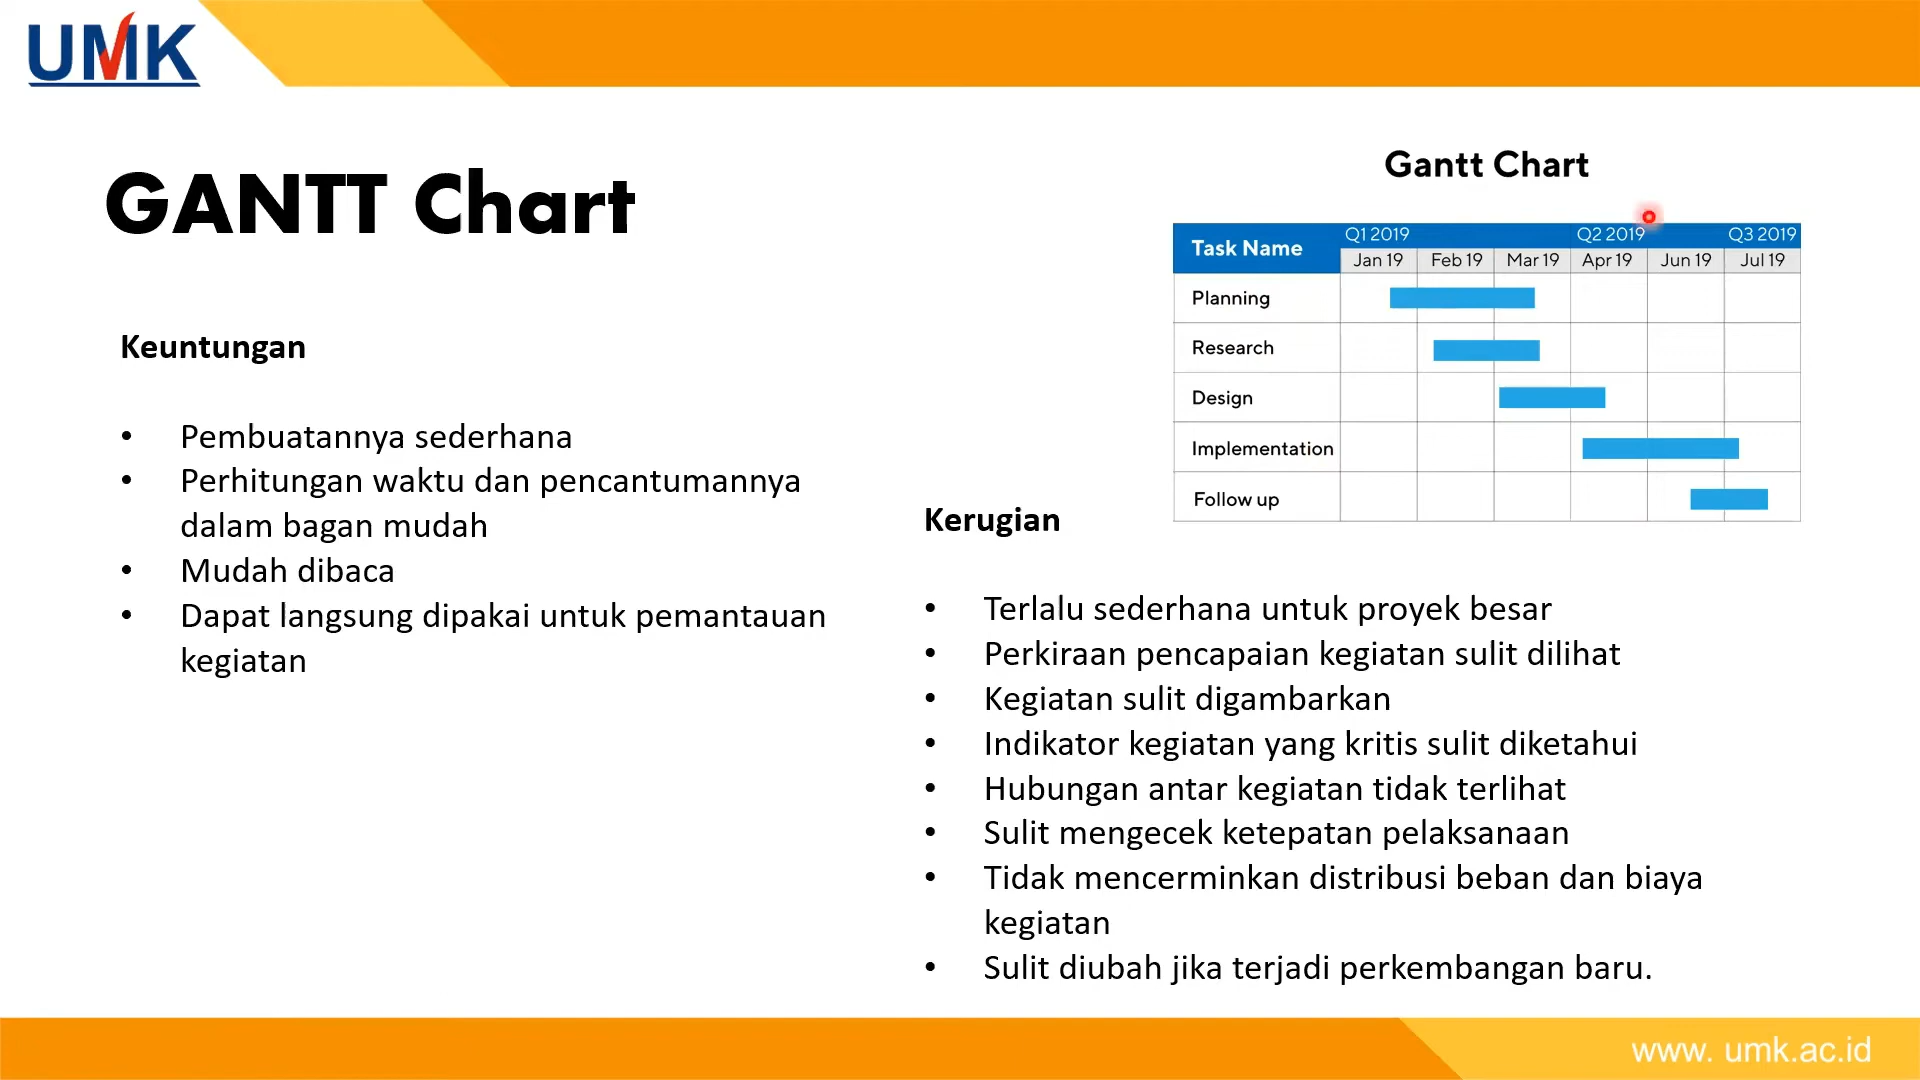 UMK
GANTT Chart
Keuntungan
• Pembuatannya sederhana
• Perhitungan waktu dan pencantumannya
dalam bagan mudah
• Mudah dibaca
• Dapat langsung dipakai untuk pemantauan
kegiatan
Gantt Chart
Task Name
Q1 2019 Q2 2019 Q3 2019
Jan 19 Feb 19 Mar 19 Apr 19 Jun 19 Jul 19
Planning
Research
Design
Implementation
Follow up
Kerugian
• Terlalu sederhana untuk proyek besar
• Perkiraan pencapaian kegiatan sulit dilihat
• Kegiatan sulit digambarkan
• Indikator kegiatan yang kritis sulit diketahui
• Hubungan antar kegiatan tidak terlihat
• Sulit mengecek ketepatan pelaksanaan
• Tidak mencerminkan distribusi beban dan biaya
kegiatan
• Sulit diubah jika terjadi perkembangan baru.
www. umk.ac.id